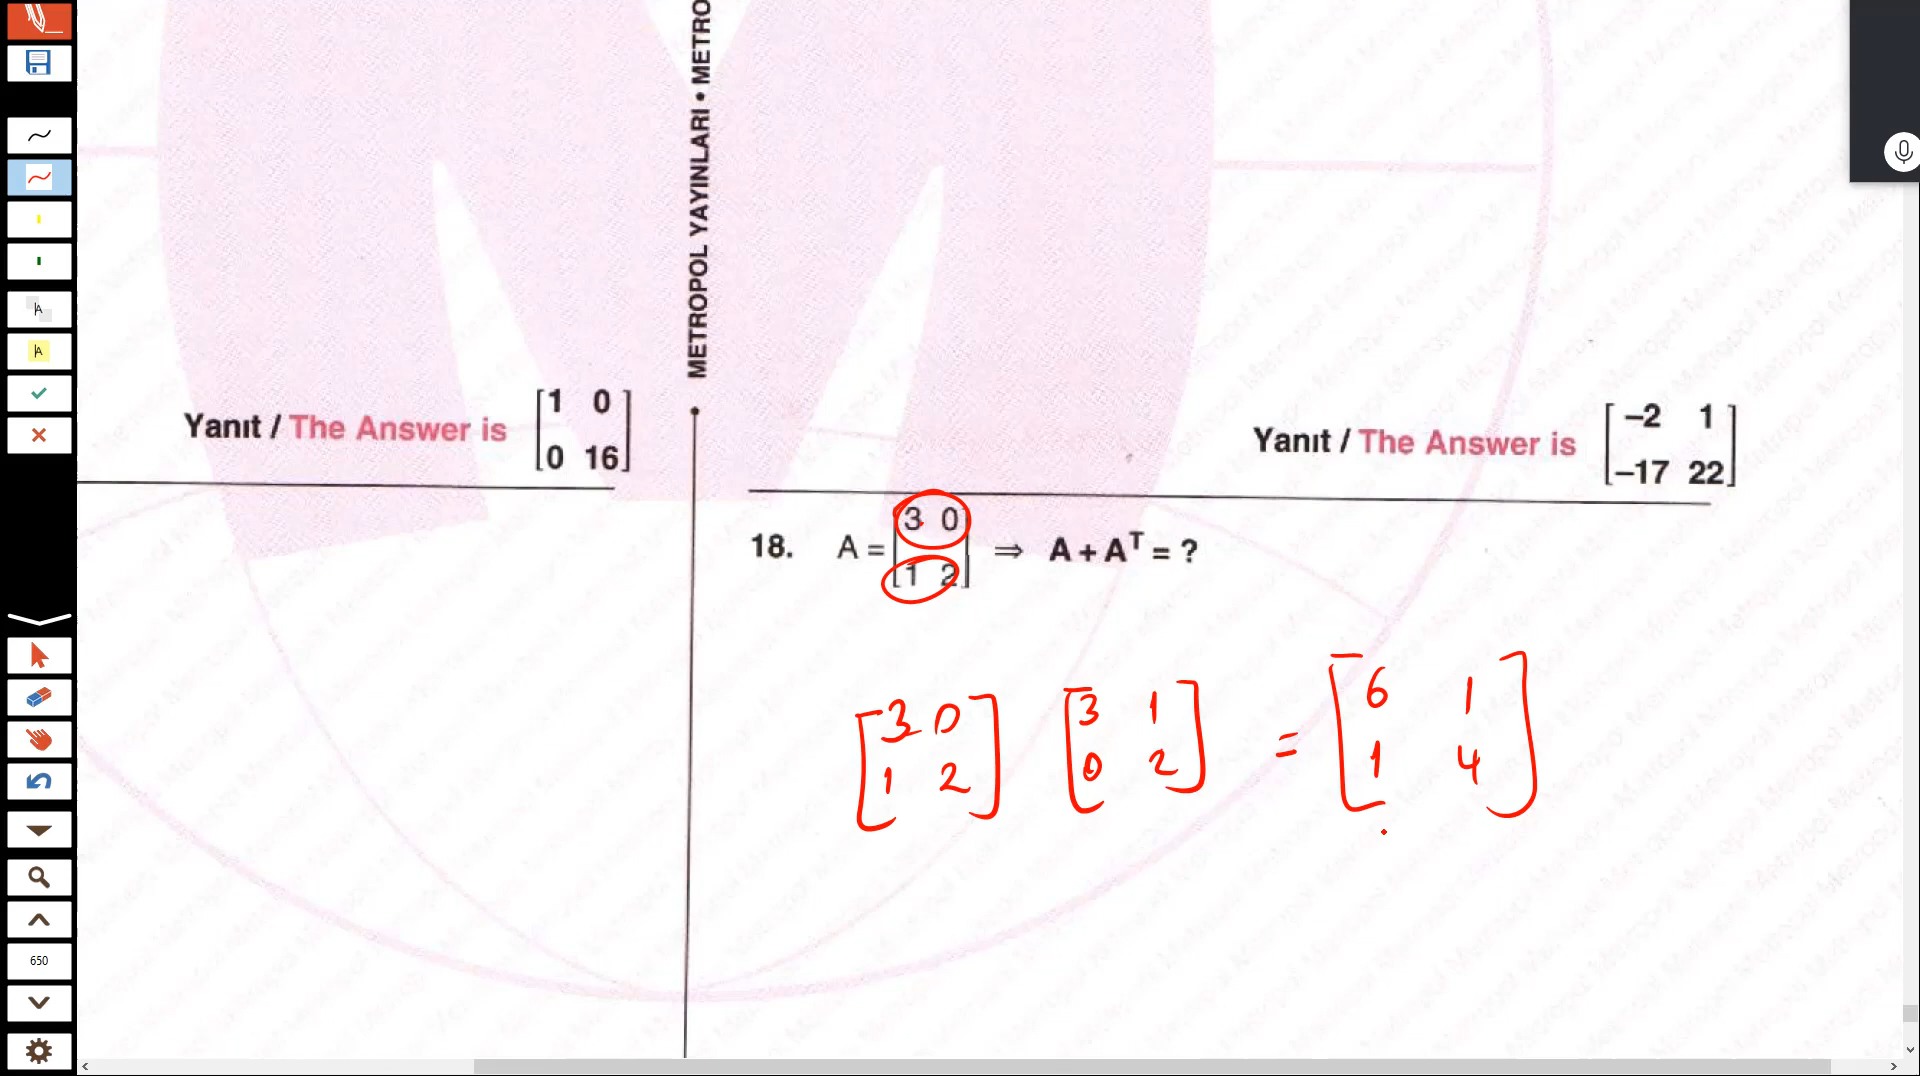 METROPOL YAYINLARI • METRO
Yanıt / The Answer is [1 0
0 16]
Yanıt / The Answer is [-2 1
-17 22]
18. A = [3 0
1 2] ⇒ A + Aᵀ = ?
[3 0
1 2] [3 1
0 2] = [6 1
1 4]
A
A
650